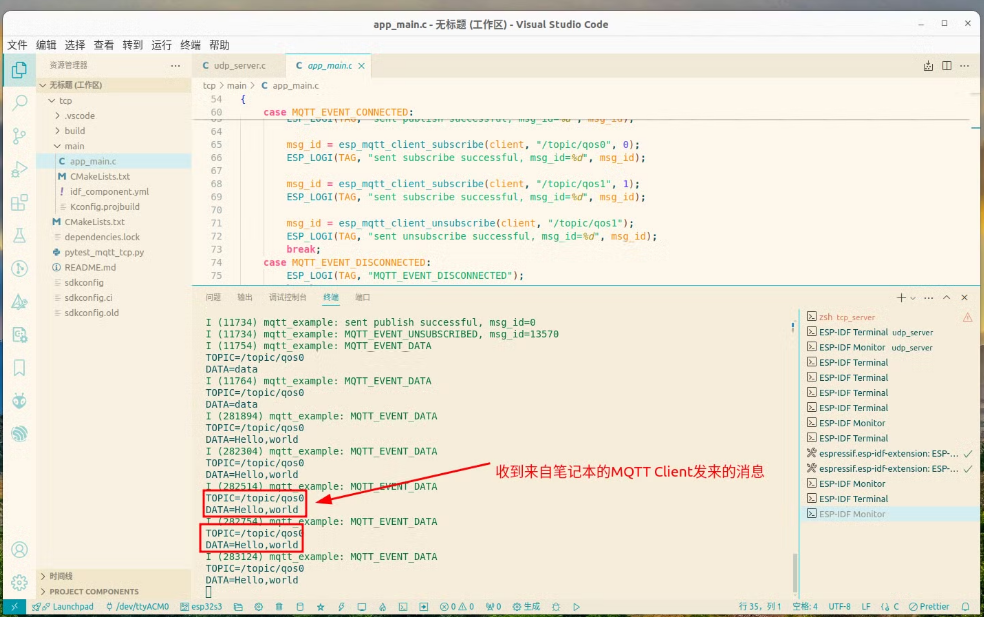 app_main.c - 无标题 (工作区) - Visual Studio Code
文件 编辑 选择 查看 转到 运行 终端 帮助
资源管理器
无标题 (工作区)
tcp
.vscode
build
main
C app_main.c
M CMakeLists.txt
! idf_component.yml
Kconfig.projbuild
M CMakeLists.txt
dependencies.lock
pytest_mqtt_tcp.py
README.md
sdkconfig
sdkconfig.ci
sdkconfig.old
时间线
PROJECT COMPONENTS
C udp_server.c
C app_main.c
tcp > main > C app_main.c
54 {
60 case MQTT_EVENT_CONNECTED:
63 ESP_LOGI(TAG, "sent publish successful, msg_id=%d", msg_id);
64
65 msg_id = esp_mqtt_client_subscribe(client, "/topic/qos0", 0);
66 ESP_LOGI(TAG, "sent subscribe successful, msg_id=%d", msg_id);
67
68 msg_id = esp_mqtt_client_subscribe(client, "/topic/qos1", 1);
69 ESP_LOGI(TAG, "sent subscribe successful, msg_id=%d", msg_id);
70
71 msg_id = esp_mqtt_client_unsubscribe(client, "/topic/qos1");
72 ESP_LOGI(TAG, "sent unsubscribe successful, msg_id=%d", msg_id);
73 break;
74 case MQTT_EVENT_DISCONNECTED:
75 ESP_LOGI(TAG, "MQTT_EVENT_DISCONNECTED");
问题 输出 调试控制台 终端 端口
I (11734) mqtt_example: sent publish successful, msg_id=0
I (11734) mqtt_example: MQTT_EVENT_UNSUBSCRIBED, msg_id=13570
I (11754) mqtt_example: MQTT_EVENT_DATA
TOPIC=/topic/qos0
DATA=data
I (11764) mqtt_example: MQTT_EVENT_DATA
TOPIC=/topic/qos0
DATA=data
I (281894) mqtt_example: MQTT_EVENT_DATA
TOPIC=/topic/qos0
DATA=Hello,world
I (282304) mqtt_example: MQTT_EVENT_DATA
TOPIC=/topic/qos0
DATA=Hello,world
I (282514) mqtt_example: MQTT_EVENT_DATA
TOPIC=/topic/qos0
DATA=Hello,world
I (282754) mqtt_example: MQTT_EVENT_DATA
TOPIC=/topic/qos0
DATA=Hello,world
I (283124) mqtt_example: MQTT_EVENT_DATA
TOPIC=/topic/qos0
DATA=Hello,world
收到来自笔记本的MQTT Client发来的消息
zsh tcp_server
ESP-IDF Terminal udp_server
ESP-IDF Monitor udp_server
ESP-IDF Terminal
ESP-IDF Terminal
ESP-IDF Terminal
ESP-IDF Terminal
ESP-IDF Monitor
ESP-IDF Terminal
espressif.esp-idf-extension: ESP-...
espressif.esp-idf-extension: ESP-...
ESP-IDF Monitor
ESP-IDF Terminal
ESP-IDF Monitor
Launchpad /dev/ttyACM0 esp32s3 0 0 0 生成 行 35，列 1 空格: 4 UTF-8 LF C Prettier